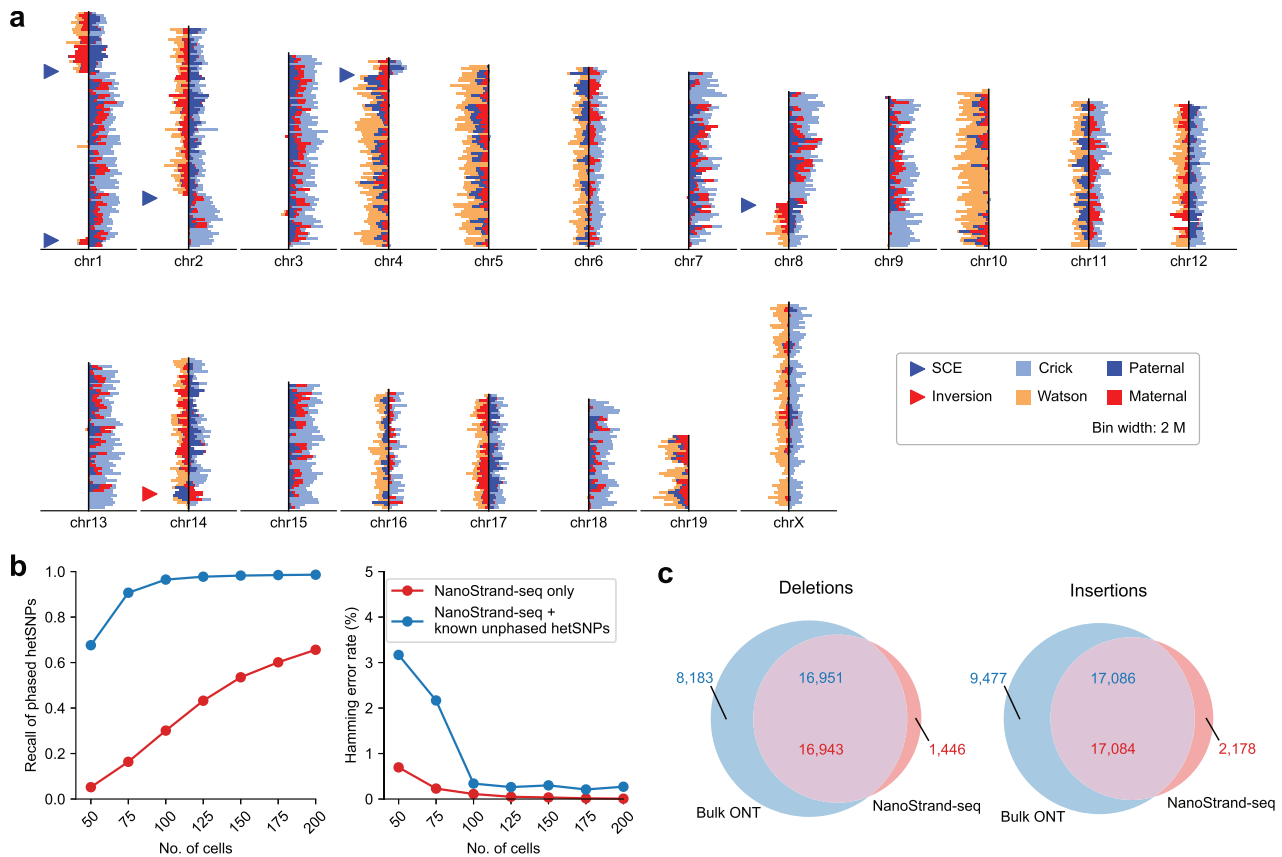 a
chr1 chr2 chr3 chr4 chr5 chr6 chr7 chr8 chr9 chr10 chr11 chr12
chr13 chr14 chr15 chr16 chr17 chr18 chr19 chrX
SCE Crick Paternal
Inversion Watson Maternal
Bin width: 2 M
b
Recall of phased hetSNPs
1.0
0.8
0.6
0.4
0.2
0.0
50 75 100 125 150 175 200
No. of cells
Hamming error rate (%)
5
4
3
2
1
0
NanoStrand-seq only
NanoStrand-seq +
known unphased hetSNPs
50 75 100 125 150 175 200
No. of cells
c
Deletions
8,183
16,951
16,943
1,446
Bulk ONT
NanoStrand-seq
Insertions
9,477
17,086
17,084
2,178
Bulk ONT
NanoStrand-seq